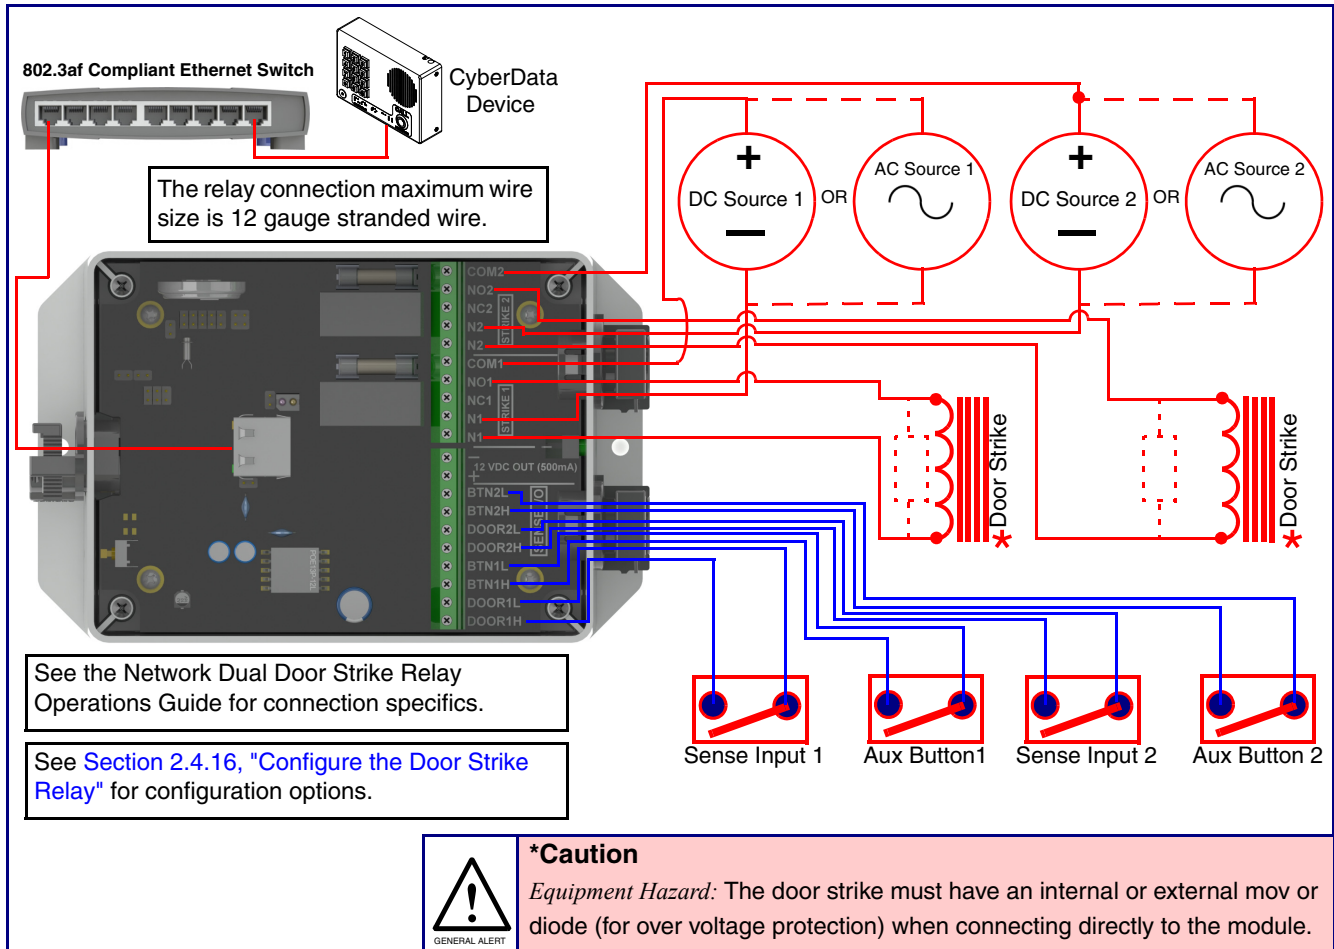 802.3af Compliant Ethernet Switch
CyberData
Device
The relay connection maximum wire
size is 12 gauge stranded wire.
+
DC Source 1
OR
AC Source 1
+
DC Source 2
OR
AC Source 2
COM2
NO2
NC2
N2
N2
STRIKE 2
COM1
NO1
NC1
N1
N1
STRIKE 1
–
12 VDC OUT (500mA)
+
BTN2L
BTN2H
DOOR2L
DOOR2H
BTN1L
BTN1H
DOOR1L
DOOR1H
*Door Strike
*Door Strike
Sense Input 1
Aux Button1
Sense Input 2
Aux Button 2
See the Network Dual Door Strike Relay
Operations Guide for connection specifics.
See Section 2.4.16, "Configure the Door Strike
Relay" for configuration options.
GENERAL ALERT
*Caution
Equipment Hazard: The door strike must have an internal or external mov or
diode (for over voltage protection) when connecting directly to the module.